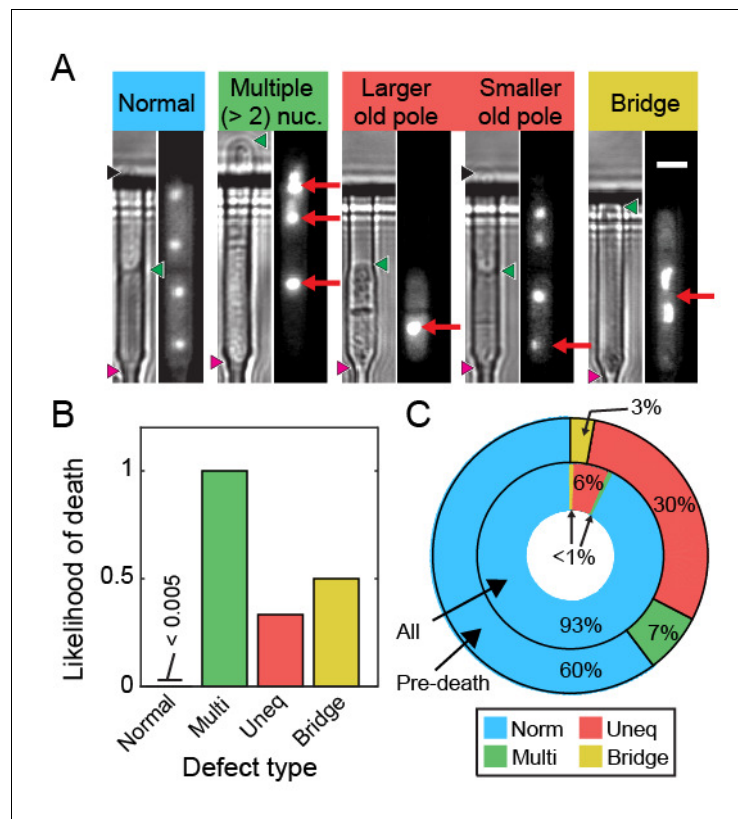 A
Normal
Multiple
(> 2) nuc.
Larger
old pole
Smaller
old pole
Bridge
B
Likelihood of death
1
0.5
0
< 0.005
Normal
Multi
Uneq
Bridge
Defect type
C
3%
6%
30%
<1%
93%
7%
60%
All
Pre-death
Norm
Uneq
Multi
Bridge